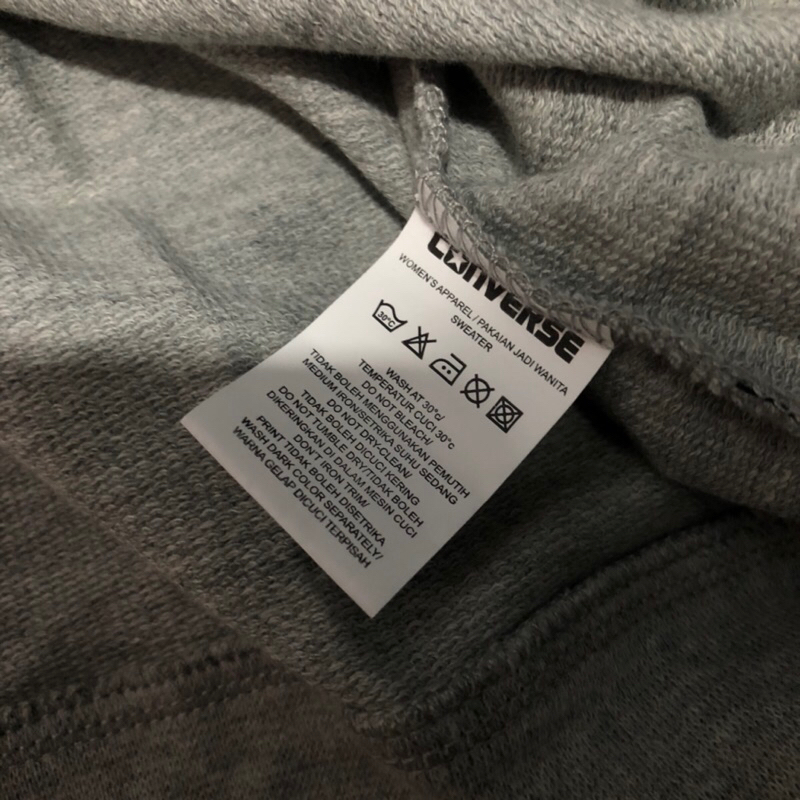 CONVERSE
WOMEN'S APPAREL / PAKAIAN JADI WANITA
SWEATER
30°C
WASH AT 30°c/
TEMPERATUR CUCI 30°c
DO NOT BLEACH/
TIDAK BOLEH MENGGUNAKAN PEMUTIH
MEDIUM IRON/SETRIKA SUHU SEDANG
DO NOT DRY-CLEAN/
TIDAK BOLEH DICUCI KERING
DO NOT TUMBLE DRY/TIDAK BOLEH
DIKERINGKAN DI DALAM MESIN CUCI
DON'T IRON TRIM/
PRINT TIDAK BOLEH DISETRIKA
WASH DARK COLOR SEPARATELY/
WARNA GELAP DICUCI TERPISAH